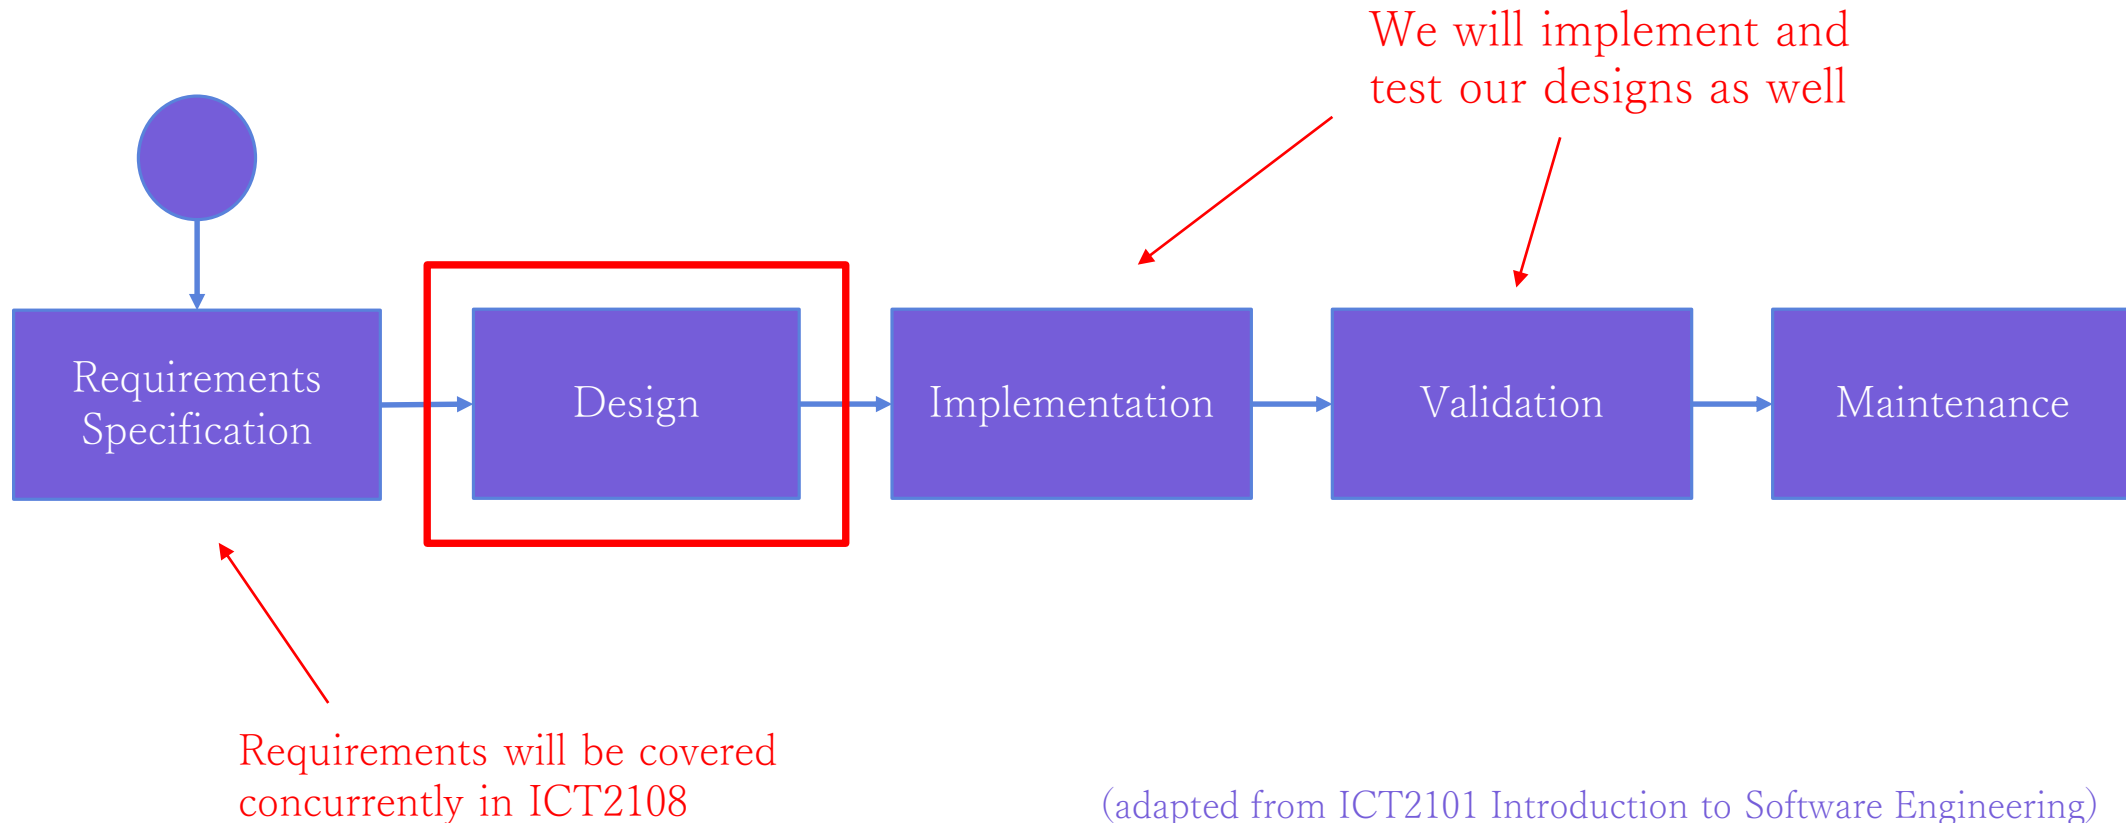 We will implement and
test our designs as well
Requirements
Specification
Design
Implementation
Validation
Maintenance
Requirements will be covered
concurrently in ICT2108
(adapted from ICT2101 Introduction to Software Engineering)